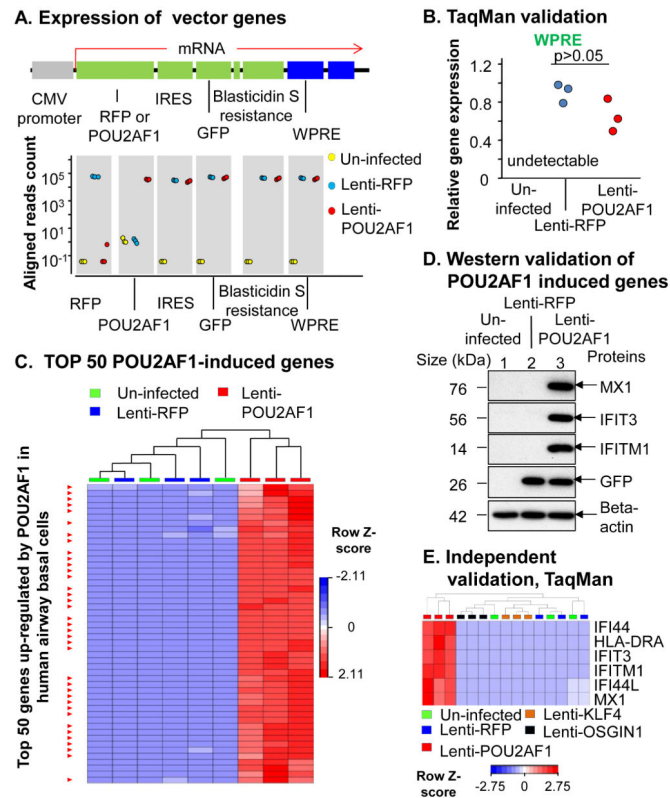 A. Expression of vector genes
mRNA
CMV
promoter
RFP or
POU2AF1
IRES
GFP
Blasticidin S
resistance
WPRE
Aligned reads count
10⁵
10³
10¹
10⁻¹
Un-infected
Lenti-RFP
Lenti-
POU2AF1
RFP
POU2AF1
IRES
GFP
Blasticidin S
resistance
WPRE
B. TaqMan validation
WPRE
p>0.05
Relative gene expression
1.2
0.8
0.4
0
undetectable
Un-
infected
Lenti-RFP
Lenti-
POU2AF1
C. TOP 50 POU2AF1-induced genes
Un-infected
Lenti-RFP
Lenti-
POU2AF1
Top 50 genes up-regulated by POU2AF1 in
human airway basal cells
Row Z-
score
-2.11
0
2.11
D. Western validation of
POU2AF1 induced genes
Lenti-RFP
Un-
infected
Lenti-
POU2AF1
Size (kDa)
1 2 3
Proteins
76
MX1
56
IFIT3
14
IFITM1
26
GFP
42
Beta-
actin
E. Independent
validation, TaqMan
IFI44
HLA-DRA
IFIT3
IFITM1
IFI44L
MX1
Un-infected
Lenti-RFP
Lenti-POU2AF1
Lenti-KLF4
Lenti-OSGIN1
Row Z-
score
-2.75 0 2.75